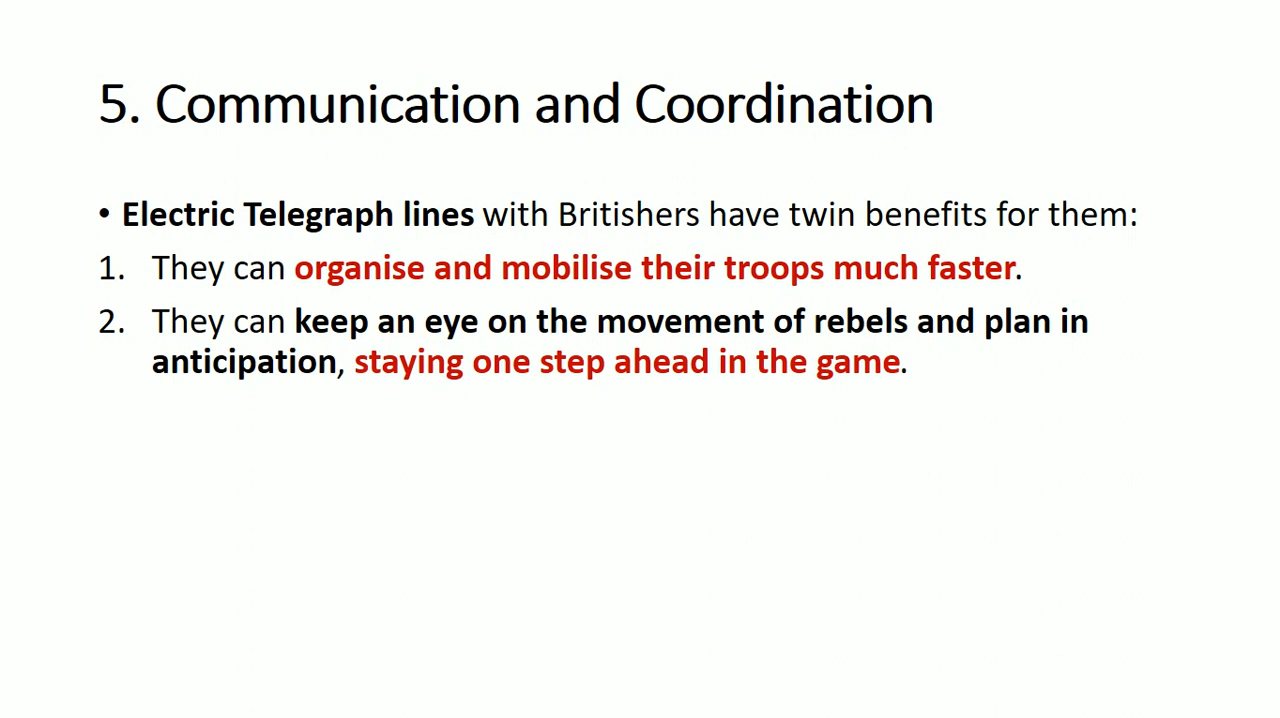 5. Communication and Coordination
• Electric Telegraph lines with Britishers have twin benefits for them:
1. They can organise and mobilise their troops much faster.
2. They can keep an eye on the movement of rebels and plan in
anticipation, staying one step ahead in the game.